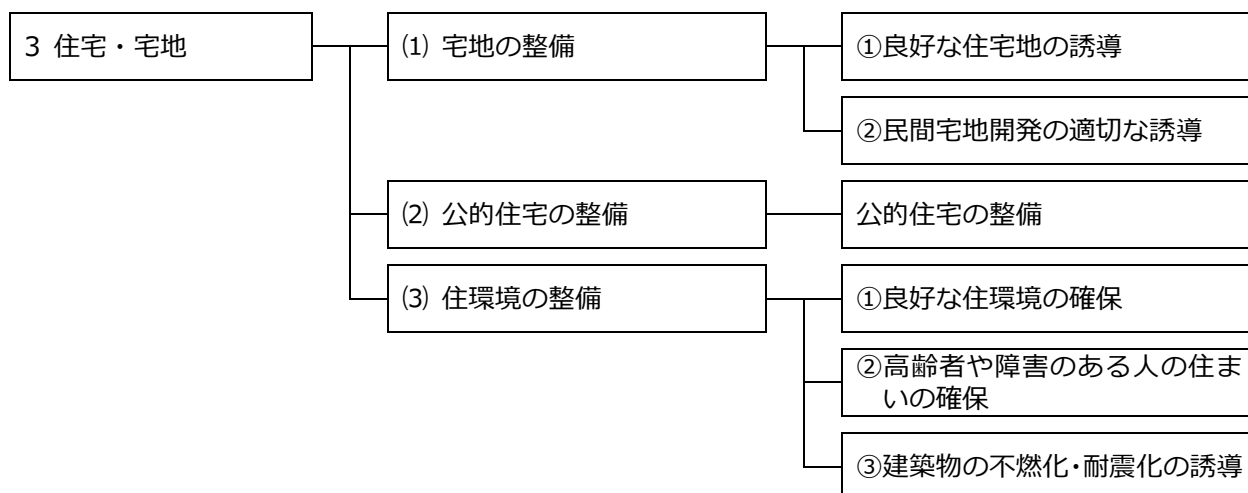 3 住宅・宅地
⑴ 宅地の整備
①良好な住宅地の誘導
②民間宅地開発の適切な誘導
⑵ 公的住宅の整備
公的住宅の整備
⑶ 住環境の整備
①良好な住環境の確保
②高齢者や障害のある人の住ま
いの確保
③建築物の不燃化・耐震化の誘導